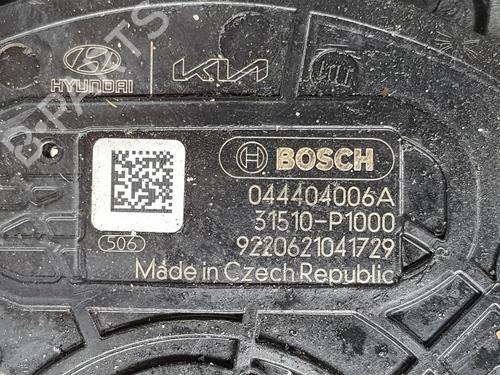 HYUNDAI
KIA
B-PARTS
BOSCH
044404006A
31510-P1000
506
9220621041729
Made in Czech Republic